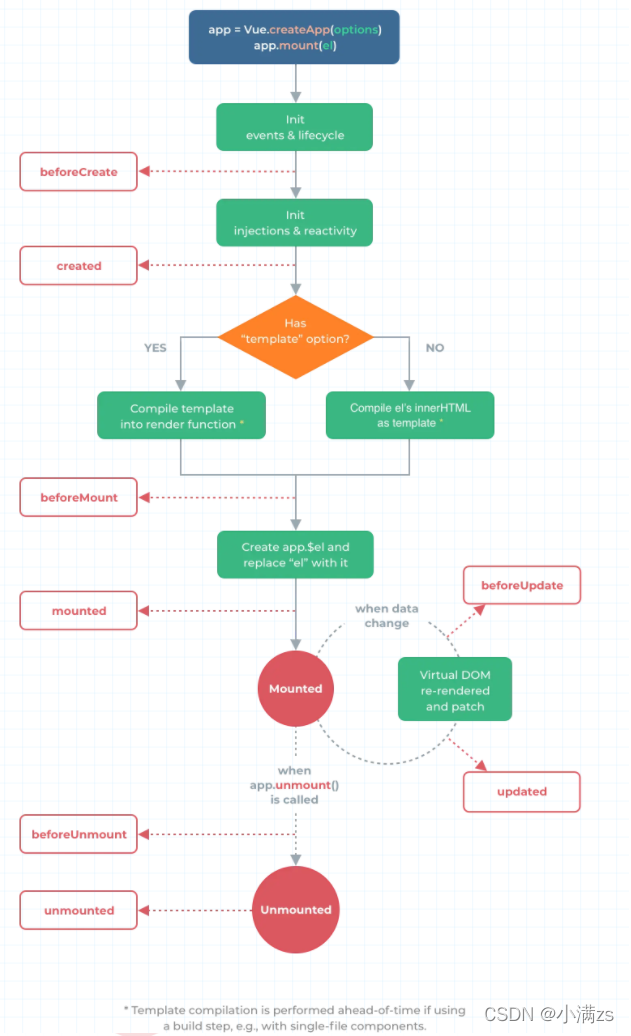 app = Vue.createApp(options)
app.mount(el)
Init
events & lifecycle
beforeCreate
Init
injections & reactivity
created
Has
“template” option?
YES
NO
Compile template
into render function *
Compile el's innerHTML
as template *
beforeMount
Create app.$el and
replace “el” with it
beforeUpdate
mounted
when data
change
Mounted
Virtual DOM
re-rendered
and patch
when
app.unmount()
is called
updated
beforeUnmount
unmounted
Unmounted
* Template compilation is performed ahead-of-time if using
a build step, e.g., with single-file components.
CSDN @小满zs